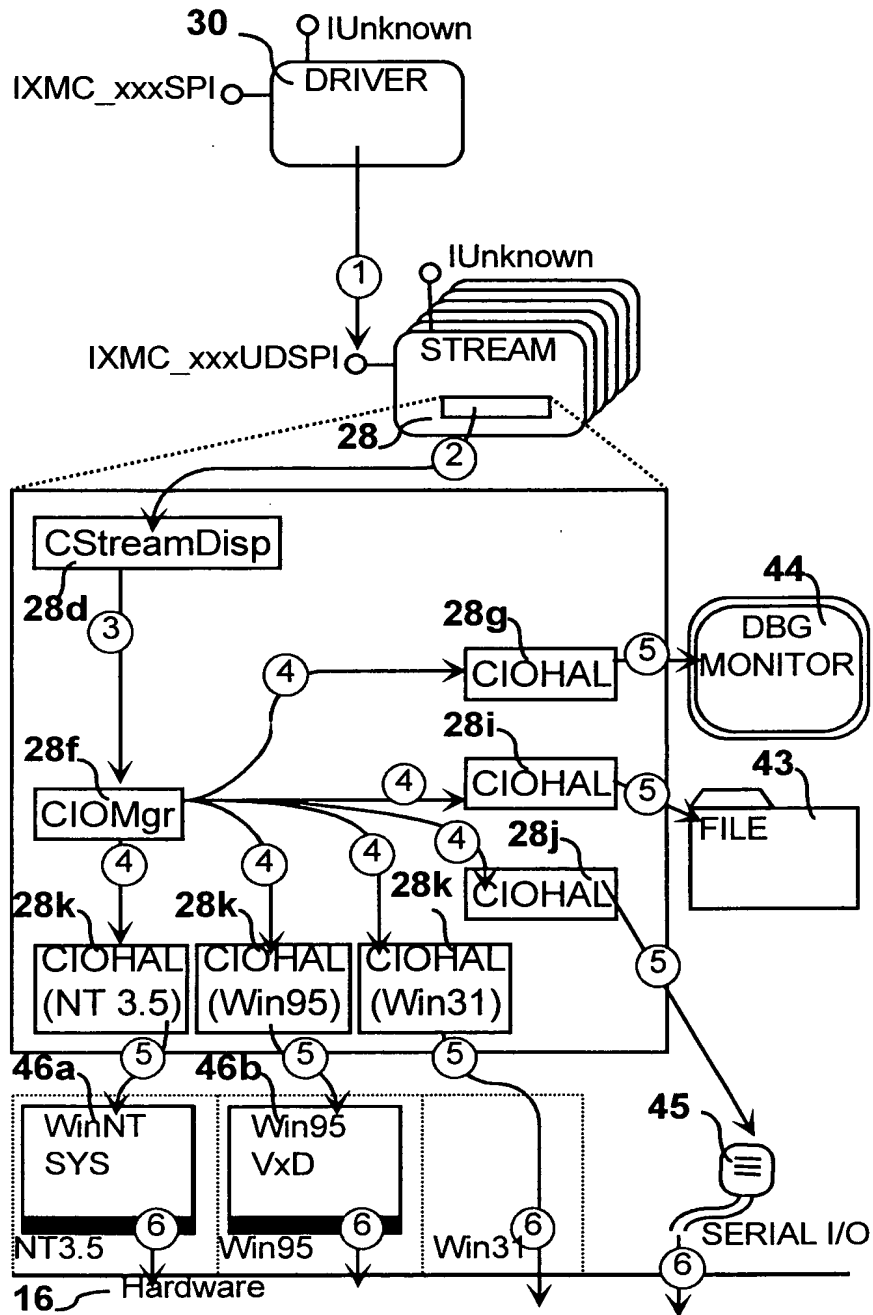 30
IUnknown
IXMC_xxxSPI
DRIVER
1
IUnknown
IXMC_xxxUDSPI
STREAM
28
2
CStreamDisp
28d
3
28g
44
DBG
MONITOR
4
CIOHAL
5
28f
28i
43
CIOMgr
4
CIOHAL
5
FILE
4
4
4
4
28j
CIOHAL
28k
28k
28k
CIOHAL
(NT 3.5)
CIOHAL
(Win95)
CIOHAL
(Win31)
5
46a
5
46b
5
5
WinNT
SYS
Win95
VxD
45
6
6
6
SERIAL I/O
NT3.5
Win95
Win31
6
16
Hardware